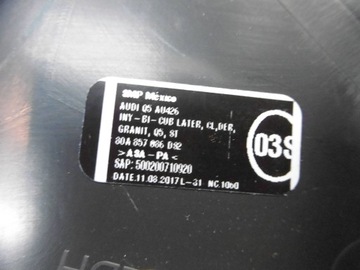 SMP México
AUDI Q5 AU426
INY-BI-CUB LATER, CL,DER,
GRANIT, Q5, SI
80A 857 086 D92
>ASA-PA<
SAP: 500200710920
DATE.11.08.2017 L-31 NC.1060
03S